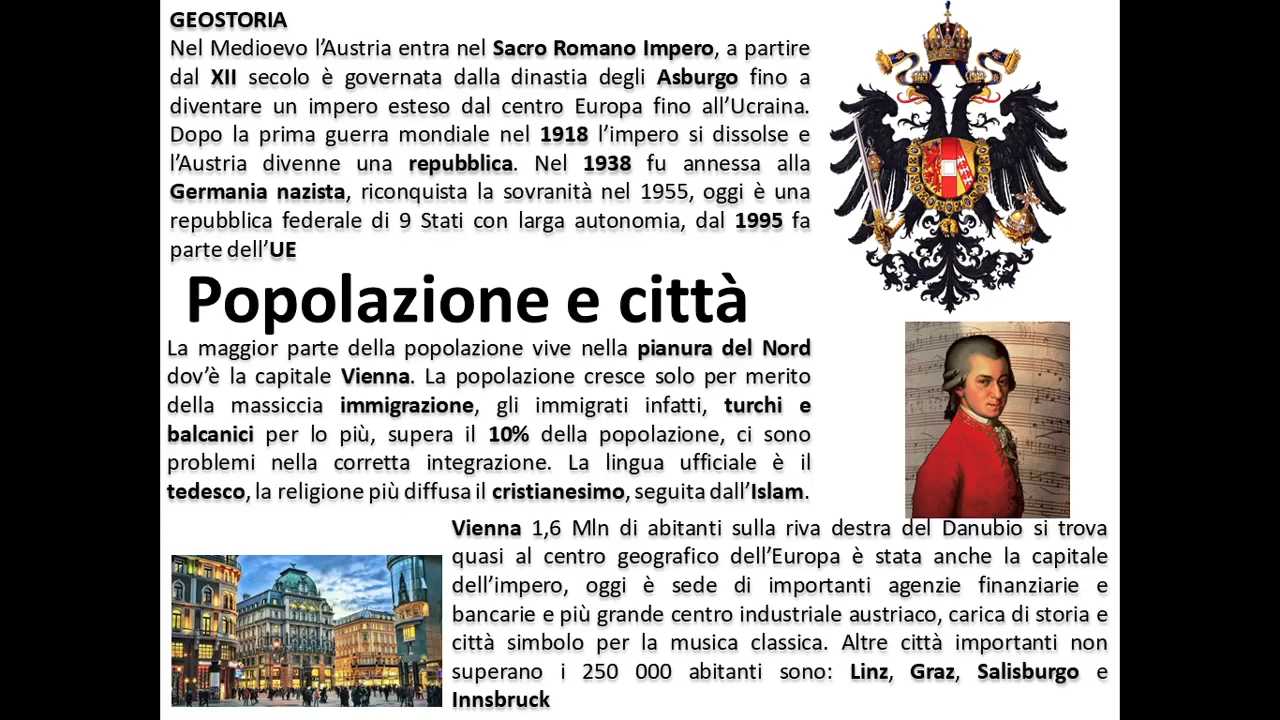 GEOSTORIA
Nel Medioevo l’Austria entra nel Sacro Romano Impero, a partire
dal XII secolo è governata dalla dinastia degli Asburgo fino a
diventare un impero esteso dal centro Europa fino all’Ucraina.
Dopo la prima guerra mondiale nel 1918 l’impero si dissolse e
l’Austria divenne una repubblica. Nel 1938 fu annessa alla
Germania nazista, riconquista la sovranità nel 1955, oggi è una
repubblica federale di 9 Stati con larga autonomia, dal 1995 fa
parte dell’UE
Popolazione e città
La maggior parte della popolazione vive nella pianura del Nord
dov’è la capitale Vienna. La popolazione cresce solo per merito
della massiccia immigrazione, gli immigrati infatti, turchi e
balcanici per lo più, supera il 10% della popolazione, ci sono
problemi nella corretta integrazione. La lingua ufficiale è il
tedesco, la religione più diffusa il cristianesimo, seguita dall’Islam.
Vienna 1,6 Mln di abitanti sulla riva destra del Danubio si trova
quasi al centro geografico dell’Europa è stata anche la capitale
dell’impero, oggi è sede di importanti agenzie finanziarie e
bancarie e più grande centro industriale austriaco, carica di storia e
città simbolo per la musica classica. Altre città importanti non
superano i 250 000 abitanti sono: Linz, Graz, Salisburgo e
Innsbruck